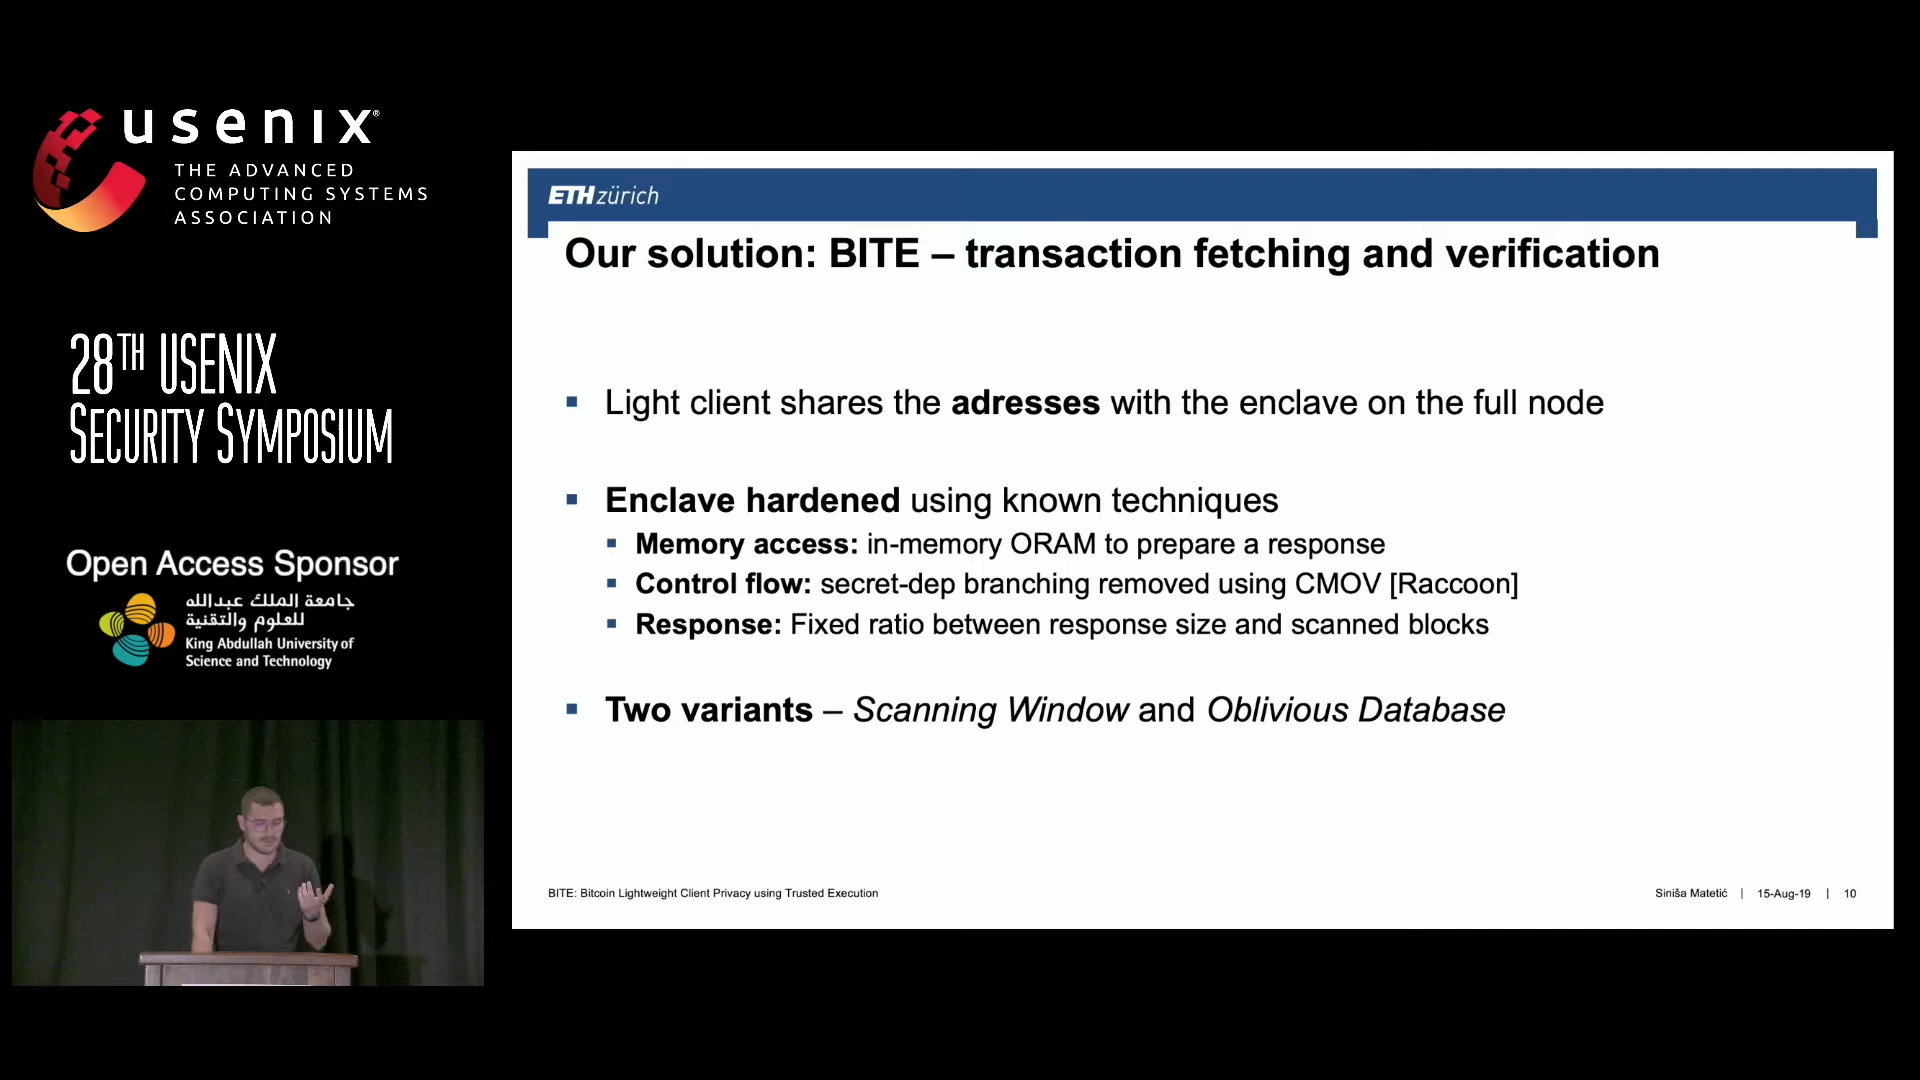 usenix®
THE ADVANCED
COMPUTING SYSTEMS
ASSOCIATION
28TH USENIX
SECURITY SYMPOSIUM
Open Access Sponsor
جامعة الملك عبدالله
للعلوم والتقنية
King Abdullah University of
Science and Technology
ETH zürich
Our solution: BITE – transaction fetching and verification
▪ Light client shares the adresses with the enclave on the full node
▪ Enclave hardened using known techniques
▪ Memory access: in-memory ORAM to prepare a response
▪ Control flow: secret-dep branching removed using CMOV [Raccoon]
▪ Response: Fixed ratio between response size and scanned blocks
▪ Two variants – Scanning Window and Oblivious Database
BITE: Bitcoin Lightweight Client Privacy using Trusted Execution
Siniša Matetić | 15-Aug-19 | 10